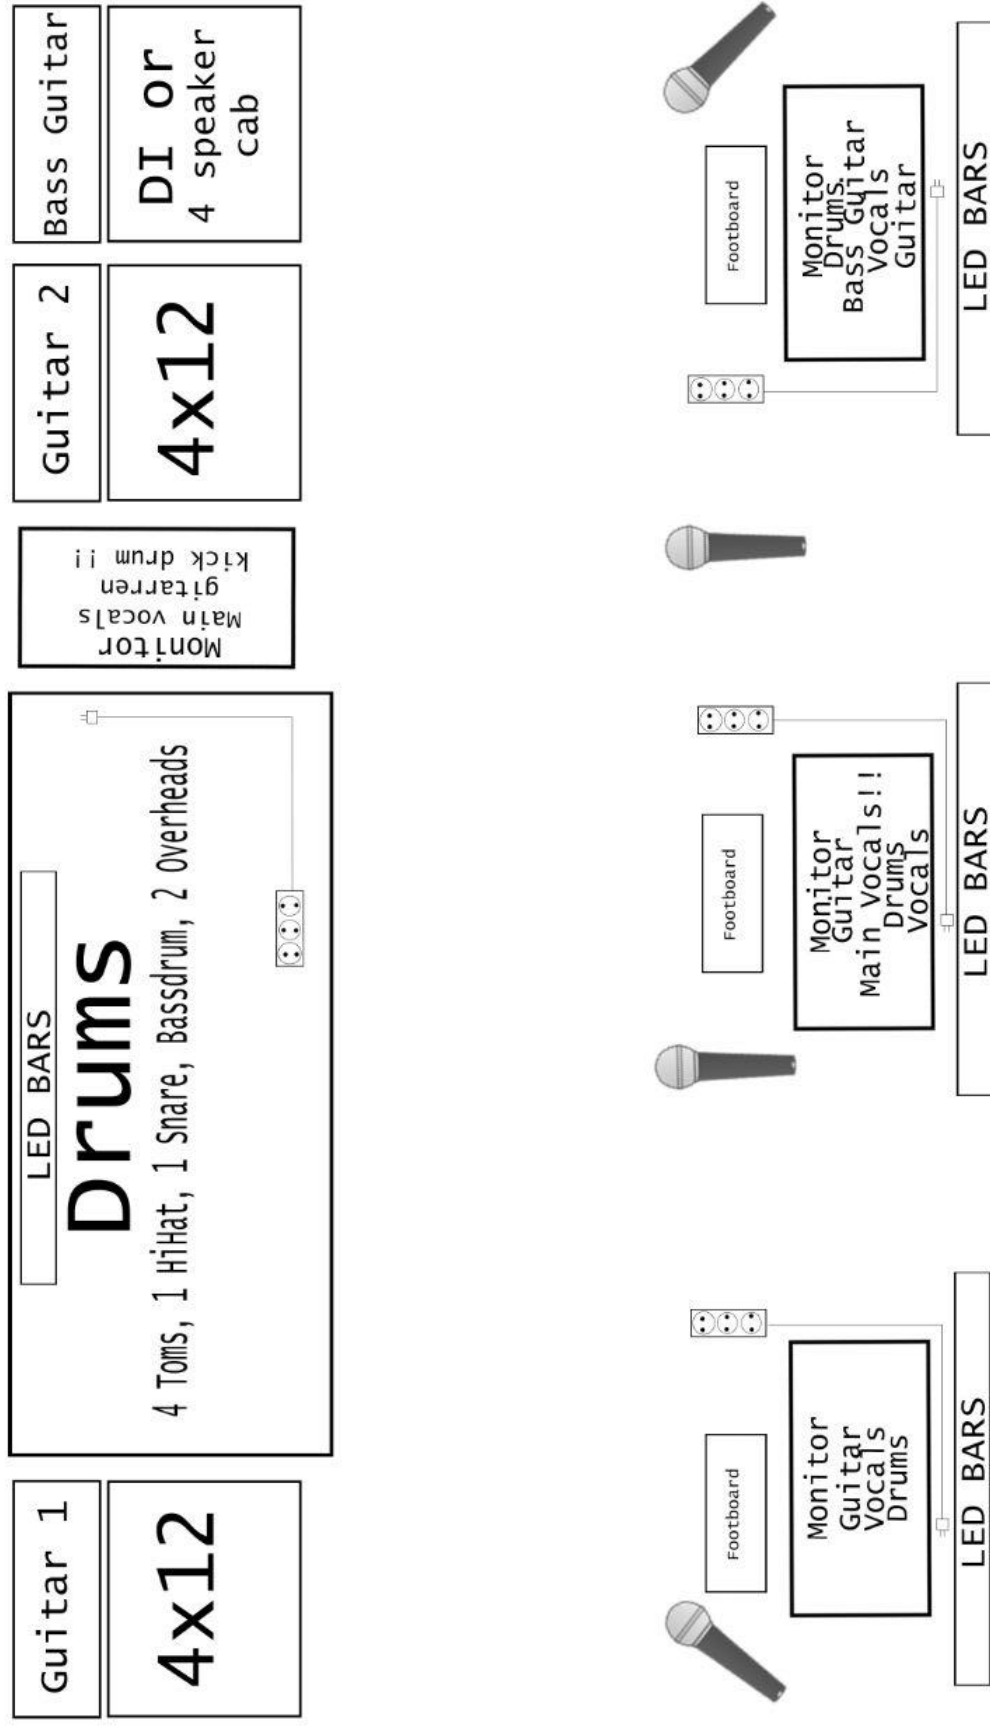 Guitar 1
4x12
LED BARS
Drums
4 Toms, 1 HiHat, 1 Snare, Bassdrum, 2 Overheads
Monitor
Main vocals
gitarren
kick drum !!
Guitar 2
4x12
Bass Guitar
DI or
4 speaker
cab
Footboard
Monitor
Guitar
Vocals
Drums
LED BARS
Footboard
Monitor
Guitar
Main Vocals!!
Drums
Vocals
LED BARS
Footboard
Monitor
Drums
Bass Guitar
Vocals
Guitar
LED BARS